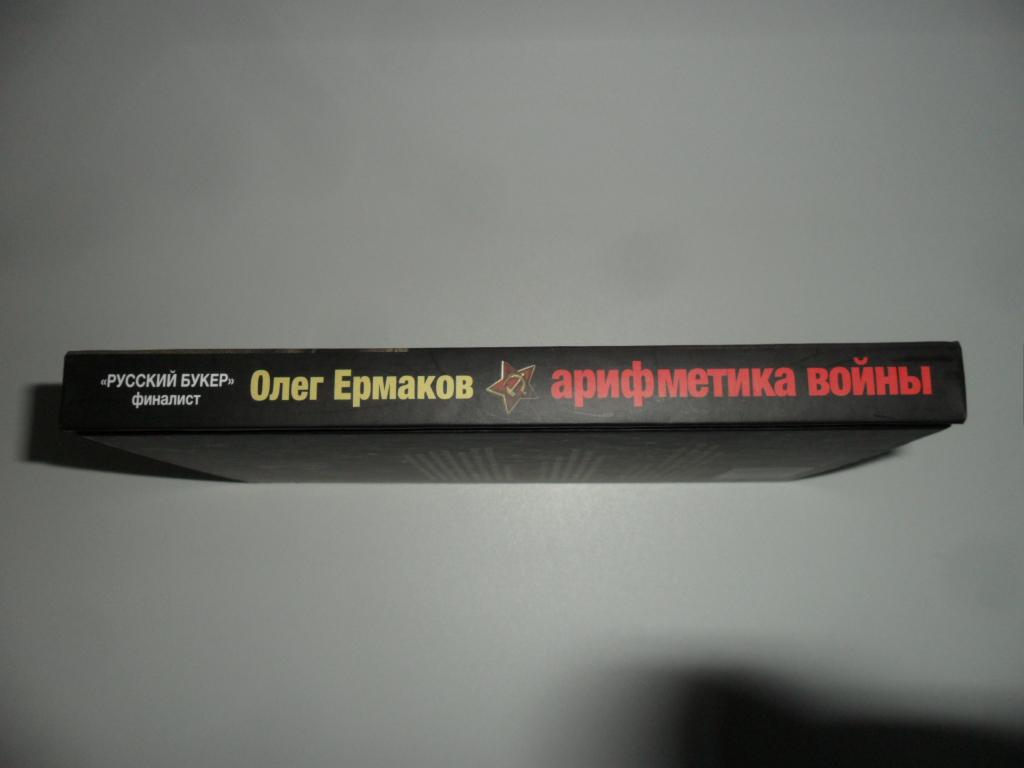 «РУССКИЙ БУКЕР»
финалист
Олег Ермаков
арифметика войны